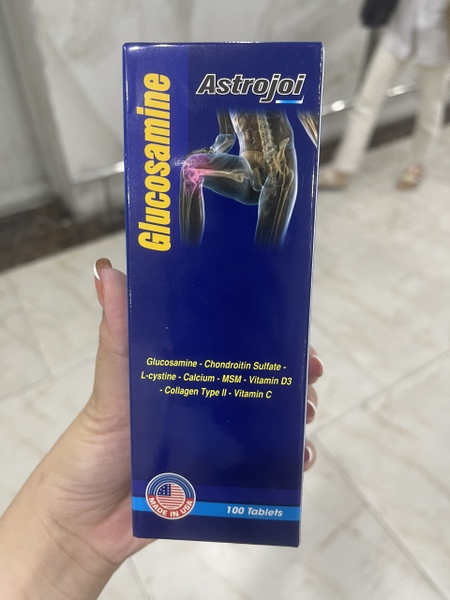 Astrojoi
Glucosamine
Glucosamine - Chondroitin Sulfate -
L-cystine - Calcium - MSM - Vitamin D3
- Collagen Type II - Vitamin C
MADE IN USA
100 Tablets